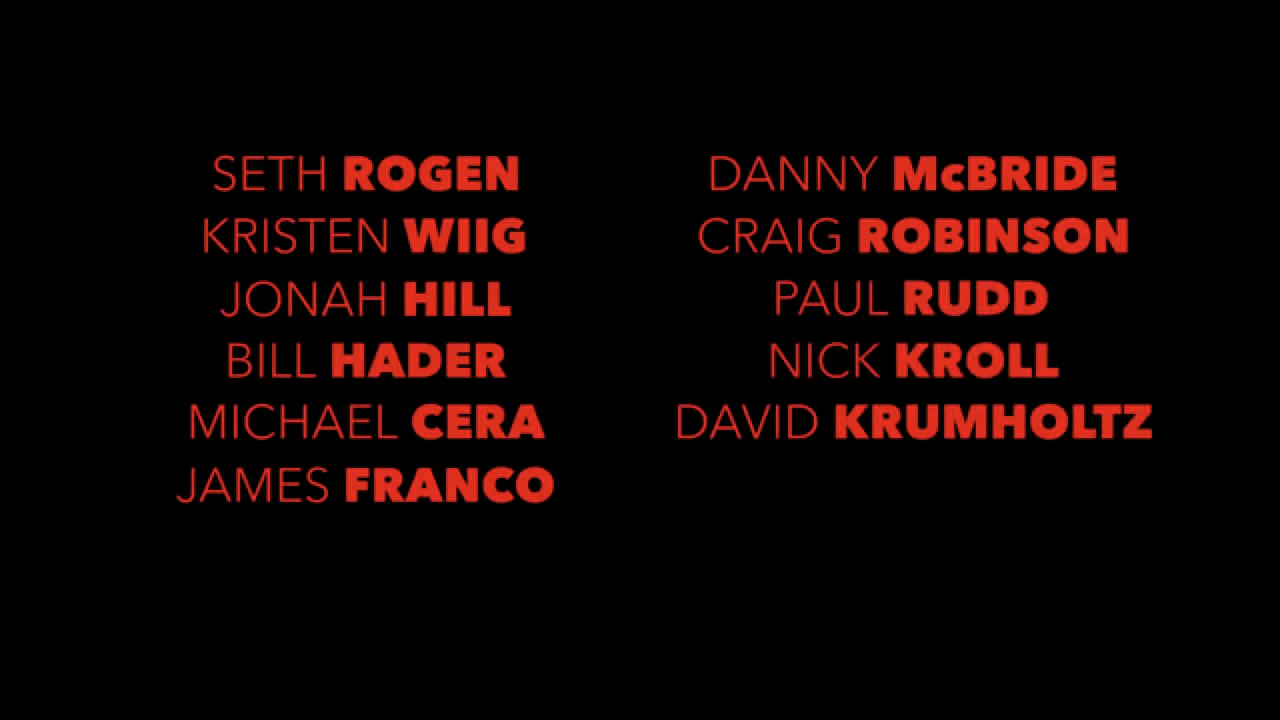 SETH ROGEN
KRISTEN WIIG
JONAH HILL
BILL HADER
MICHAEL CERA
JAMES FRANCO
DANNY McBRIDE
CRAIG ROBINSON
PAUL RUDD
NICK KROLL
DAVID KRUMHOLTZ